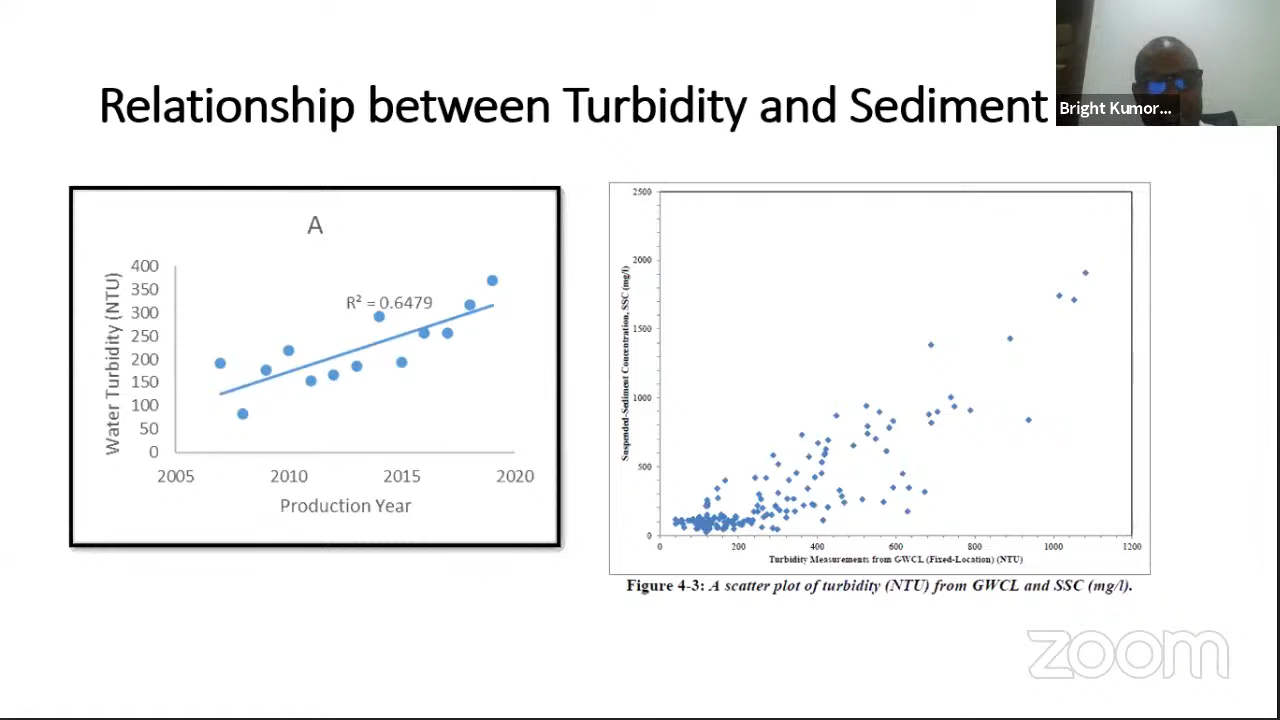 Relationship between Turbidity and Sediment
Bright Kumor...
A
400
350
300
250
200
150
100
50
0
Water Turbidity (NTU)
R² = 0.6479
2005 2010 2015 2020
Production Year
2500
2000
1500
1000
500
0
Suspended-Sediment Concentration, SSC (mg/l)
0 200 400 600 800 1000 1200
Turbidity Measurements from GWCL (Fixed-Location) (NTU)
Figure 4-3: A scatter plot of turbidity (NTU) from GWCL and SSC (mg/l).
zoom